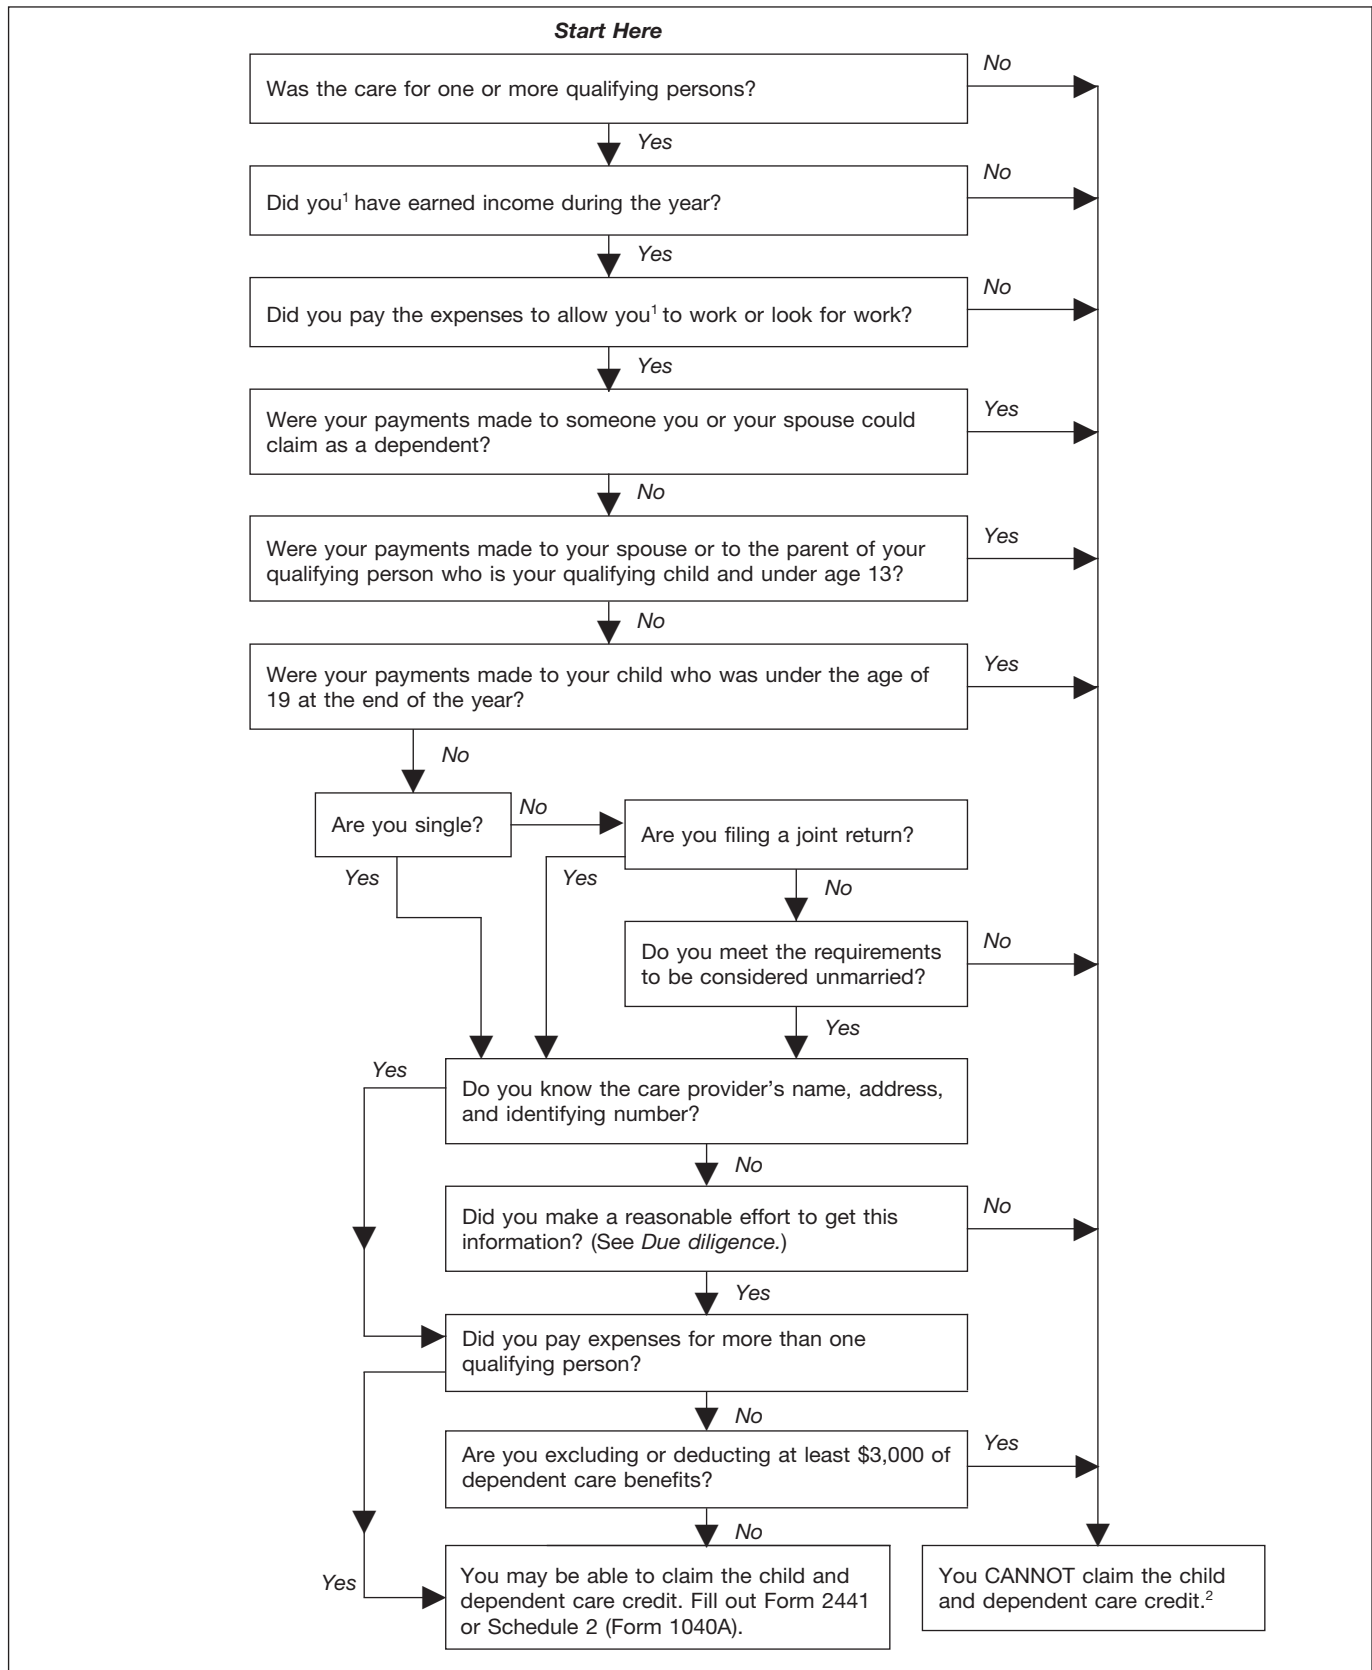 Start Here
Was the care for one or more qualifying persons?
No
Yes
Did you¹ have earned income during the year?
No
Yes
Did you pay the expenses to allow you¹ to work or look for work?
No
Yes
Were your payments made to someone you or your spouse could
claim as a dependent?
Yes
No
Were your payments made to your spouse or to the parent of your
qualifying person who is your qualifying child and under age 13?
Yes
No
Were your payments made to your child who was under the age of
19 at the end of the year?
Yes
No
Are you single?
No
Are you filing a joint return?
Yes
Yes
No
Do you meet the requirements
to be considered unmarried?
No
Yes
Yes
Do you know the care provider's name, address,
and identifying number?
No
Did you make a reasonable effort to get this
information? (See Due diligence.)
No
Yes
Did you pay expenses for more than one
qualifying person?
No
Are you excluding or deducting at least $3,000 of
dependent care benefits?
Yes
No
Yes
You may be able to claim the child and
dependent care credit. Fill out Form 2441
or Schedule 2 (Form 1040A).
You CANNOT claim the child
and dependent care credit.²